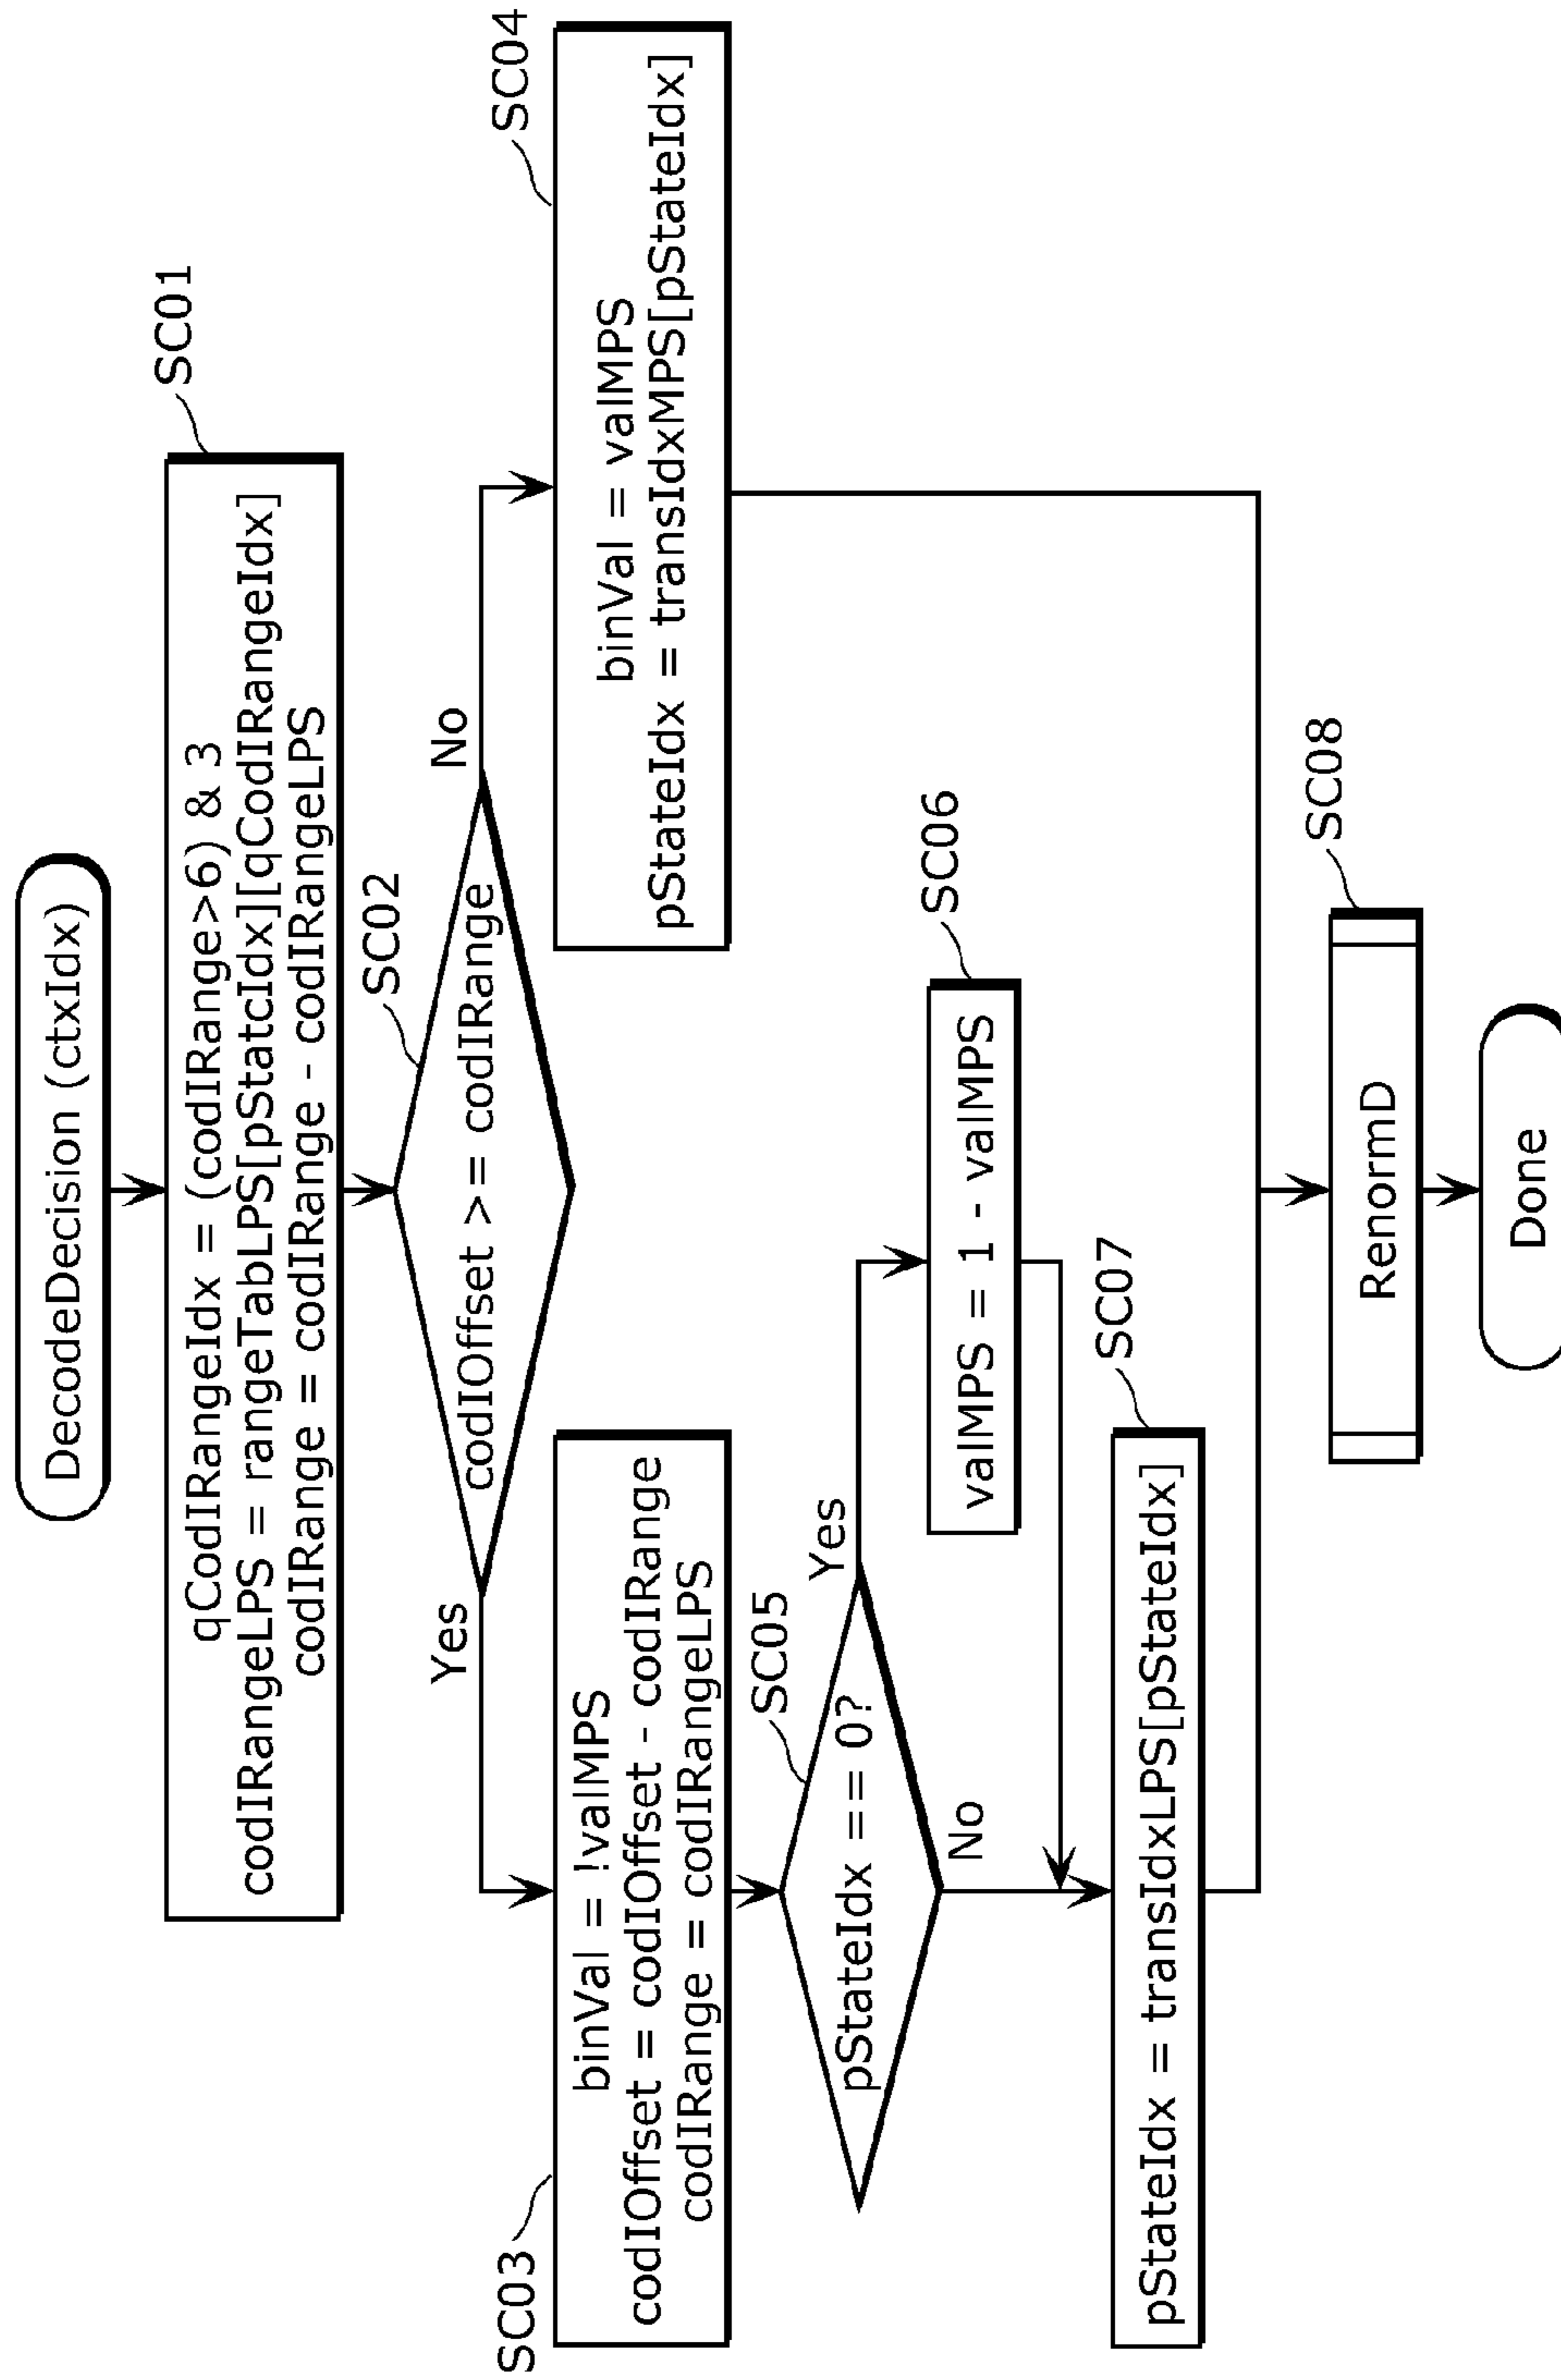 DecodeDecision (ctxIdx)
SC01
qCodIRangeIdx = (codIRange>6) & 3
codIRangeLPS = rangeTabLPS[pStatcIdx][qCodIRangeIdx]
codIRange = codIRange - codIRangeLPS
SC02
codIOffset >= codIRange
Yes
No
SC03
binVal = !valMPS
codIOffset = codIOffset - codIRange
codIRange = codIRangeLPS
SC04
binVal = valMPS
pStateIdx = transIdxMPS[pStateIdx]
SC05
pStateIdx == 0?
Yes
No
SC06
valMPS = 1 - valMPS
SC07
pStateIdx = transIdxLPS[pStateIdx]
SC08
RenormD
Done